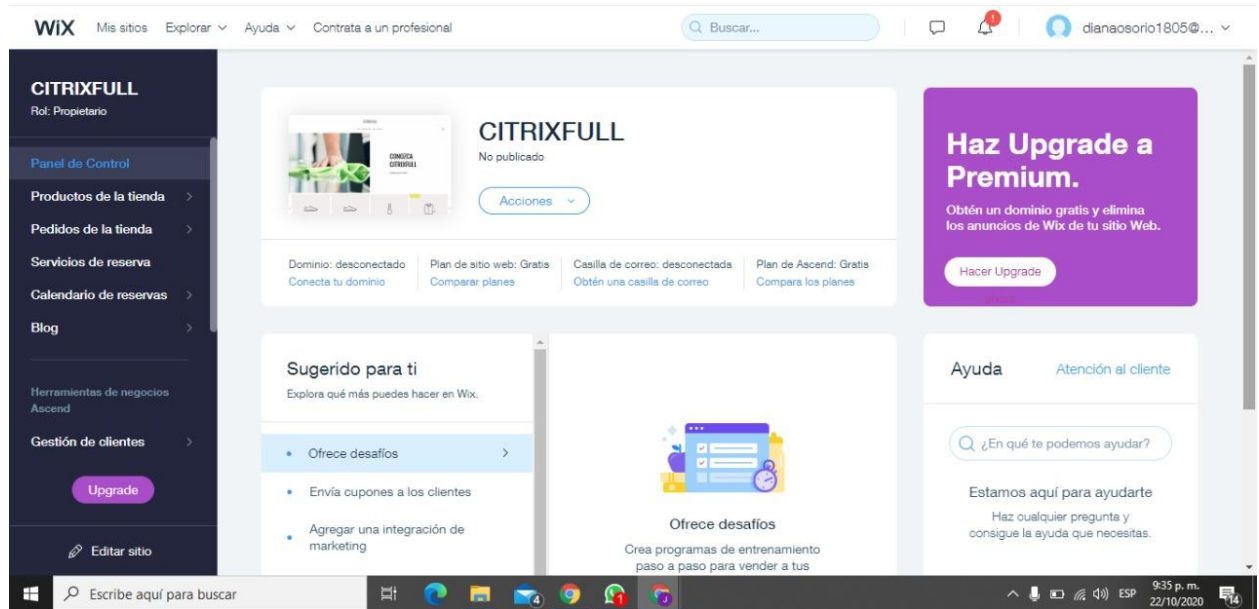 WiX Mis sitios Explorar Ayuda Contrata a un profesional Buscar... dianaosorio1805@...
CITRIXFULL
Rol: Propietario
Panel de Control
Productos de la tienda
Pedidos de la tienda
Servicios de reserva
Calendario de reservas
Blog
Herramientas de negocios
Ascend
Gestión de clientes
Upgrade
Editar sitio
CONOZCA
CITRIXFULL
CITRIXFULL
No publicado
Acciones
Dominio: desconectado
Conecta tu dominio
Plan de sitio web: Gratis
Comparar planes
Casilla de correo: desconectada
Obtén una casilla de correo
Plan de Ascend: Gratis
Compara los planes
Haz Upgrade a
Premium.
Obtén un dominio gratis y elimina
los anuncios de Wix de tu sitio Web.
Hacer Upgrade
Sugerido para ti
Explora qué más puedes hacer en Wix.
Ofrece desafíos
Envía cupones a los clientes
Agregar una integración de
marketing
Ofrece desafíos
Crea programas de entrenamiento
paso a paso para vender a tus
Ayuda Atención al cliente
¿En qué te podemos ayudar?
Estamos aquí para ayudarte
Haz cualquier pregunta y
consigue la ayuda que necesitas.
Escribe aquí para buscar
4
ESP
9:35 p. m.
22/10/2020
14